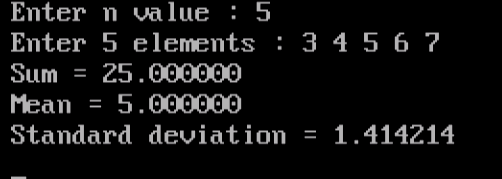 Enter n value : 5
Enter 5 elements : 3 4 5 6 7
Sum = 25.000000
Mean = 5.000000
Standard deviation = 1.414214